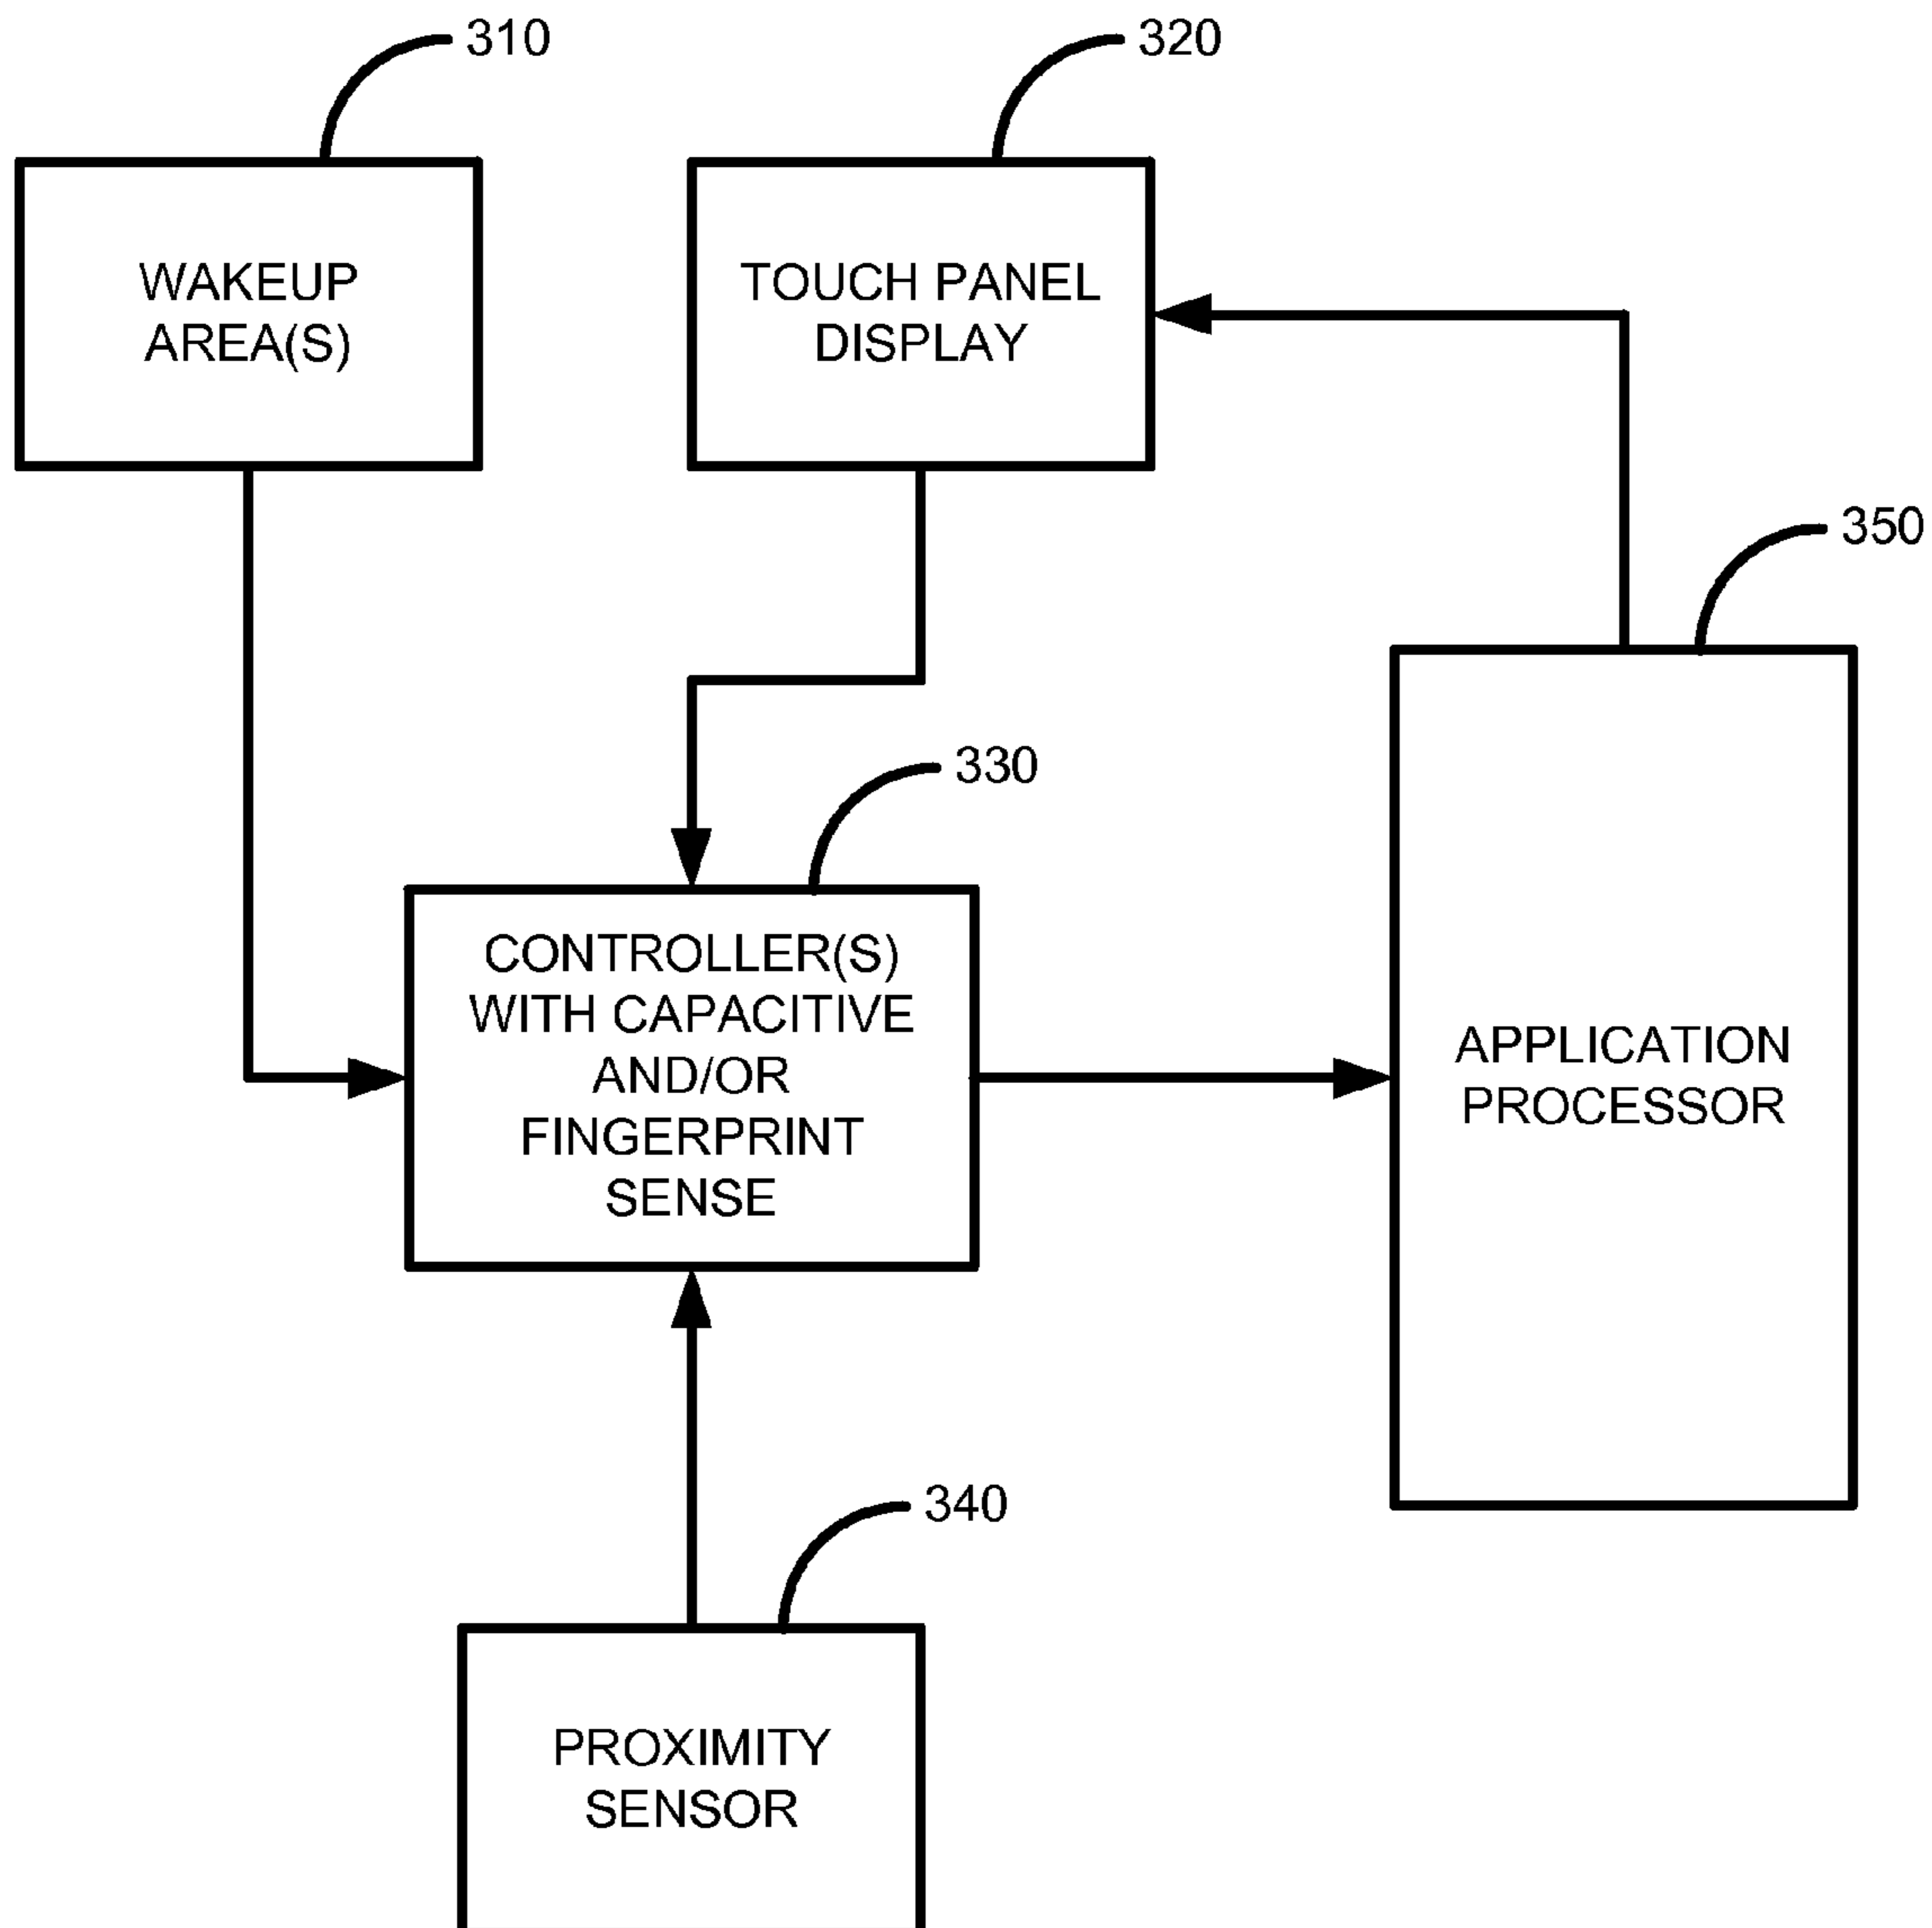 310
320
WAKEUP
AREA(S)
TOUCH PANEL
DISPLAY
350
330
CONTROLLER(S)
WITH CAPACITIVE
AND/OR
FINGERPRINT
SENSE
APPLICATION
PROCESSOR
340
PROXIMITY
SENSOR